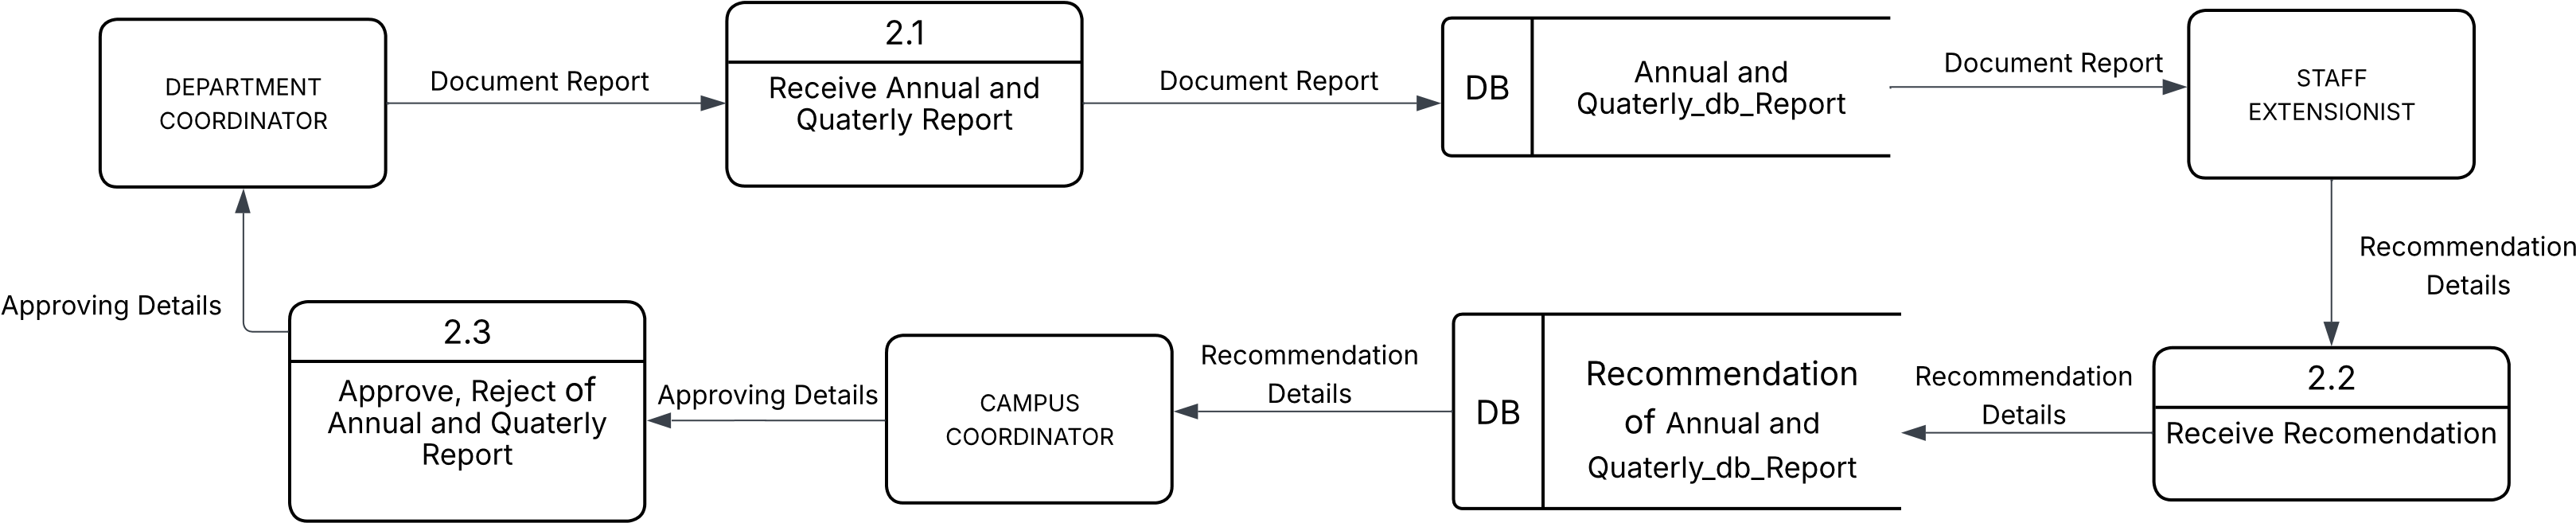 DEPARTMENT
COORDINATOR
Document Report
2.1
Receive Annual and
Quaterly Report
Document Report
DB
Annual and
Quaterly_db_Report
Document Report
STAFF
EXTENSIONIST
Recommendation
Details
2.2
Receive Recomendation
Recommendation
Details
DB
Recommendation
of Annual and
Quaterly_db_Report
Recommendation
Details
CAMPUS
COORDINATOR
Approving Details
2.3
Approve, Reject of
Annual and Quaterly
Report
Approving Details